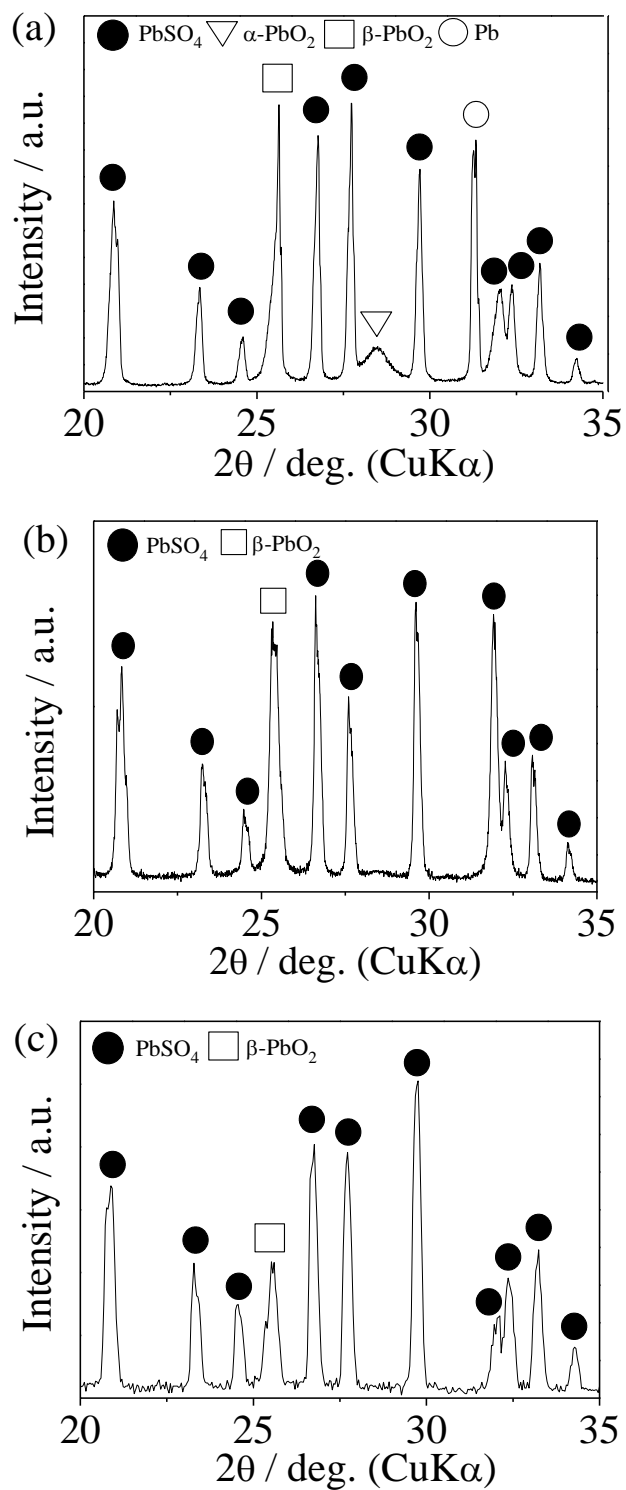 (a)
PbSO₄ α-PbO₂ β-PbO₂ Pb
Intensity / a.u.
20 25 30 35
2θ / deg. (CuKα)
(b)
PbSO₄ β-PbO₂
Intensity / a.u.
20 25 30 35
2θ / deg. (CuKα)
(c)
PbSO₄ β-PbO₂
Intensity / a.u.
20 25 30 35
2θ / deg. (CuKα)